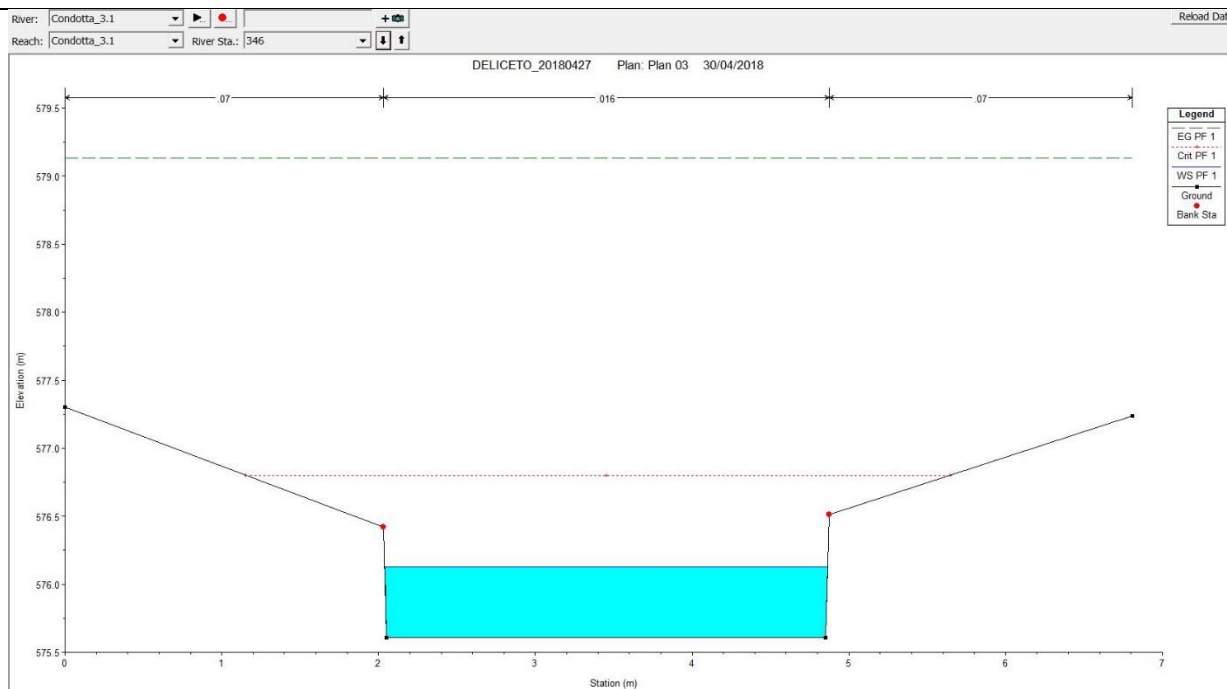 River: Condotta_3.1
Reload Dat
Reach: Condotta_3.1 River Sta.: 346
DELICETO_20180427 Plan: Plan 03 30/04/2018
.07 .016 .07
Legend
EG PF 1
Crit PF 1
WS PF 1
Ground
Bank Sta
579.5
579.0
578.5
578.0
577.5
577.0
576.5
576.0
575.5
Elevation (m)
0 1 2 3 4 5 6 7
Station (m)